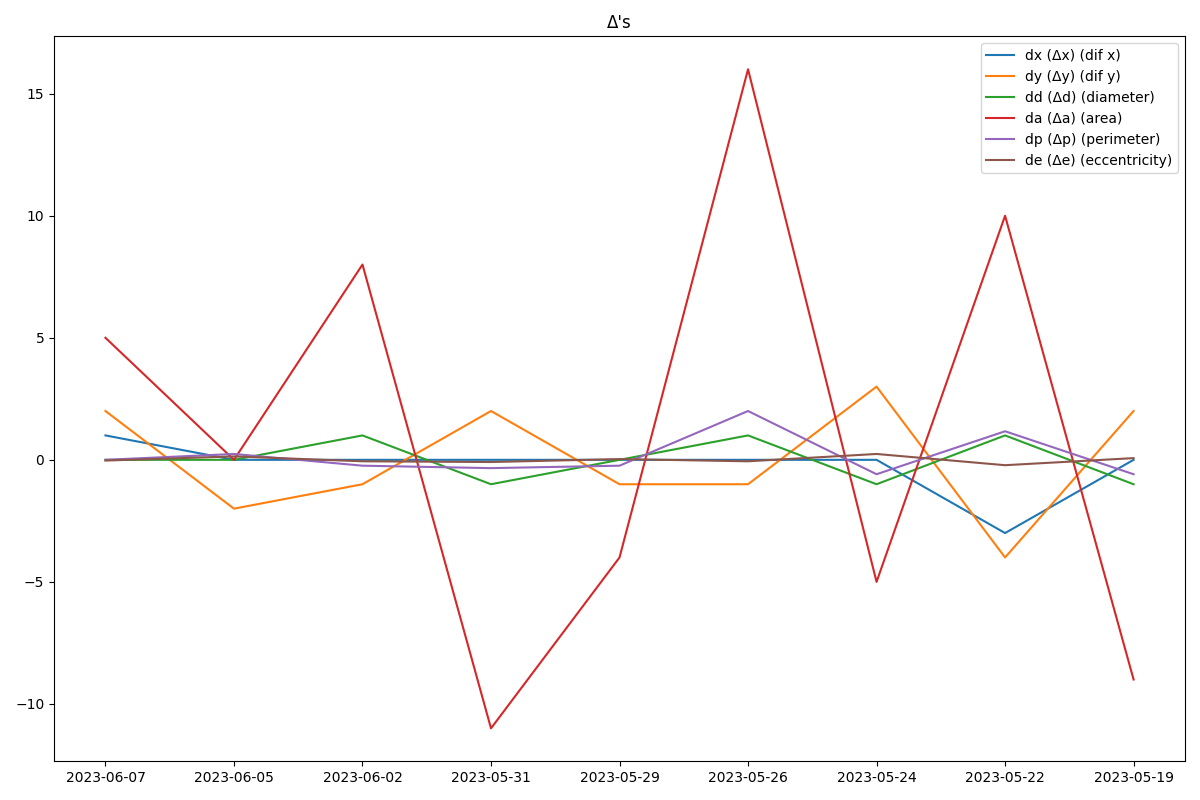 Δ's
dx (Δx) (dif x)
dy (Δy) (dif y)
dd (Δd) (diameter)
da (Δa) (area)
dp (Δp) (perimeter)
de (Δe) (eccentricity)
15
10
5
0
−5
−10
2023-06-07 2023-06-05 2023-06-02 2023-05-31 2023-05-29 2023-05-26 2023-05-24 2023-05-22 2023-05-19